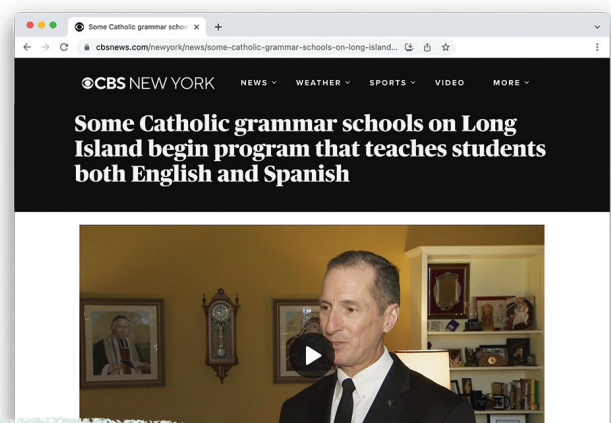 Some Catholic grammar schoo
cbsnews.com/newyork/news/some-catholic-grammar-schools-on-long-island...
CBS NEW YORK NEWS WEATHER SPORTS VIDEO MORE
Some Catholic grammar schools on Long
Island begin program that teaches students
both English and Spanish